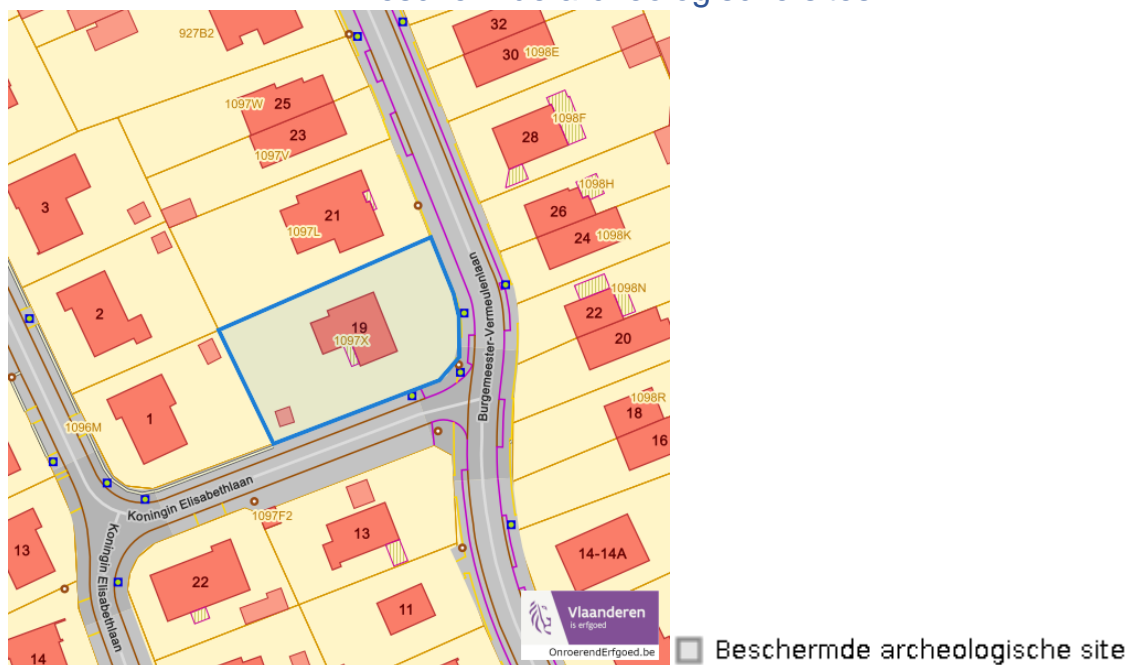 927B2
32
30
1098E
1097W
25
23
1097V
28
1098F
3
1098H
26
24
1098K
21
1097L
2
19
1097X
1098N
22
20
Burgemeester-Vermeulenlaan
1098R
18
16
1
1096M
Koningin Elisabethlaan
1097F2
13
13
Koningin Elisabethlaan
22
14-14A
11
14
Vlaanderen
is erfgoed
OnroerendErfgoed.be
Beschermde archeologische site